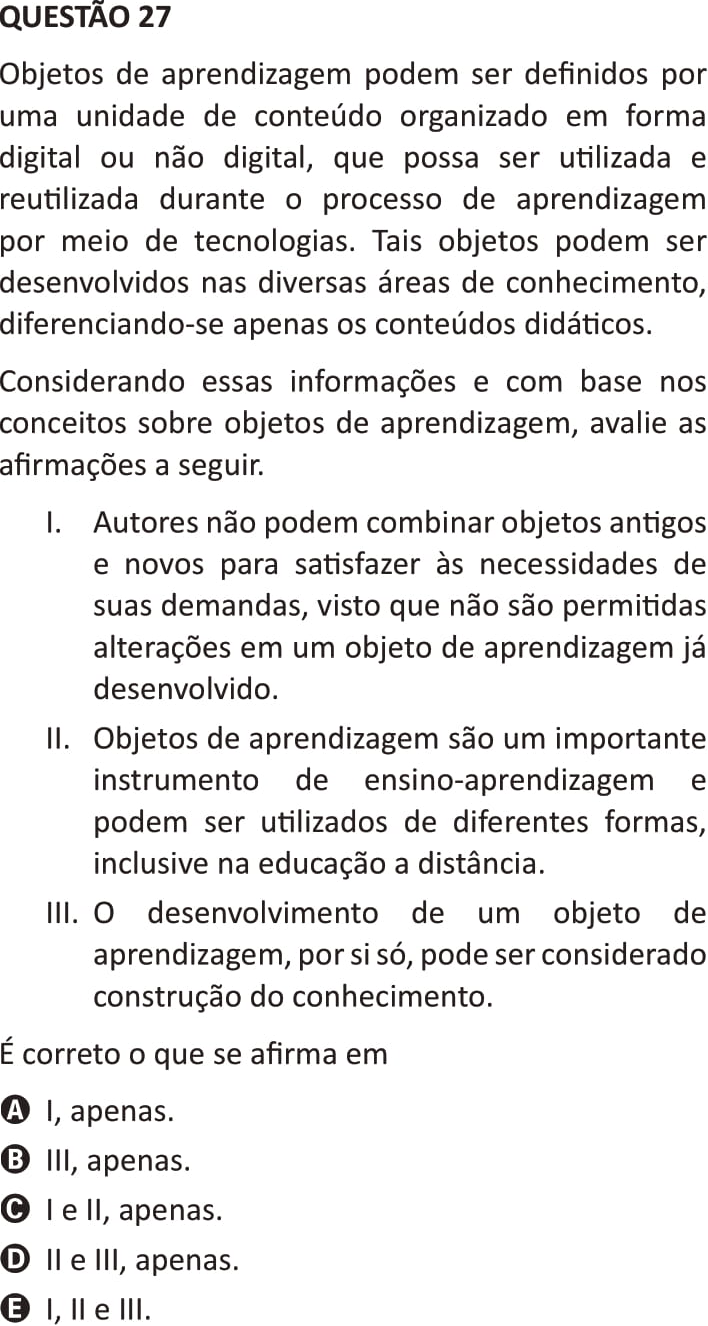 QUESTÃO 27
Objetos de aprendizagem podem ser definidos por
uma unidade de conteúdo organizado em forma
digital ou não digital, que possa ser utilizada e
reutilizada durante o processo de aprendizagem
por meio de tecnologias. Tais objetos podem ser
desenvolvidos nas diversas áreas de conhecimento,
diferenciando-se apenas os conteúdos didáticos.
Considerando essas informações e com base nos
conceitos sobre objetos de aprendizagem, avalie as
afirmações a seguir.
I. Autores não podem combinar objetos antigos
e novos para satisfazer às necessidades de
suas demandas, visto que não são permitidas
alterações em um objeto de aprendizagem já
desenvolvido.
II. Objetos de aprendizagem são um importante
instrumento de ensino-aprendizagem e
podem ser utilizados de diferentes formas,
inclusive na educação a distância.
III. O desenvolvimento de um objeto de
aprendizagem, por si só, pode ser considerado
construção do conhecimento.
É correto o que se afirma em
A I, apenas.
B III, apenas.
C I e II, apenas.
D II e III, apenas.
E I, II e III.